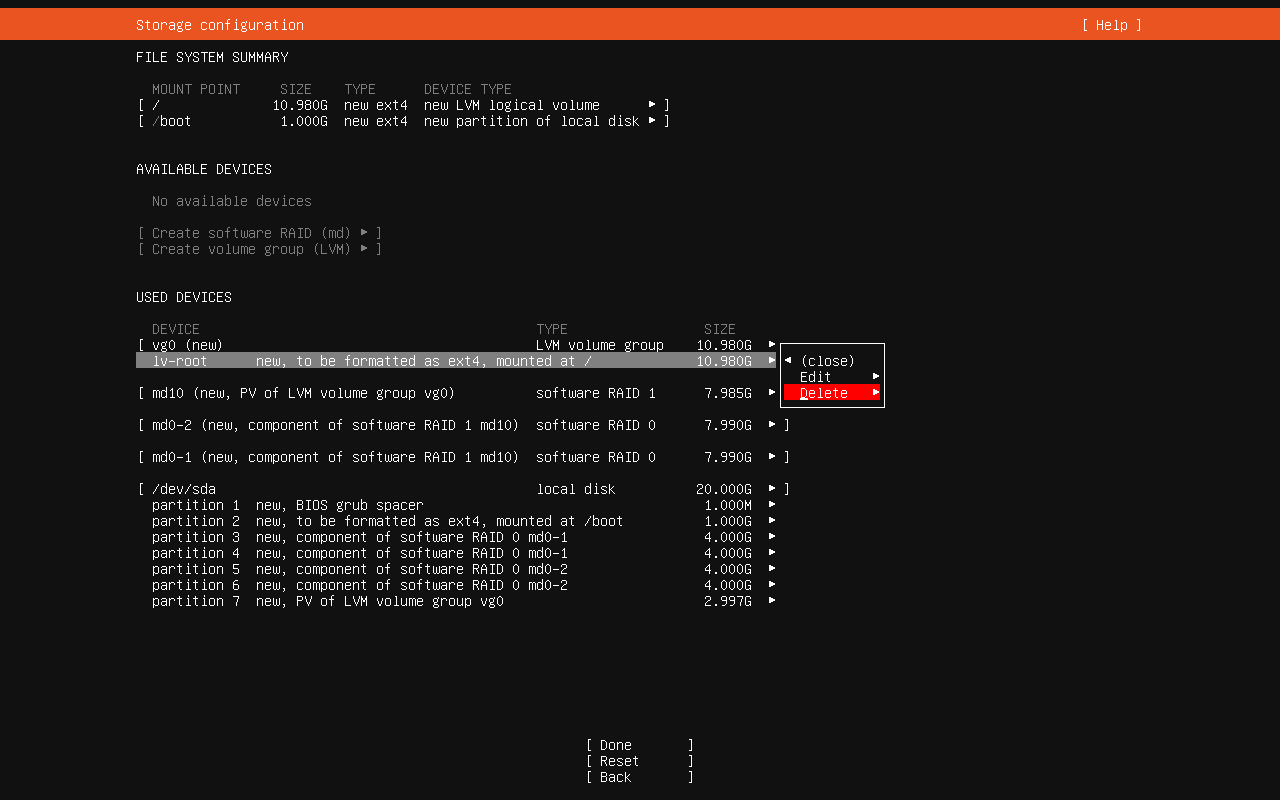 Storage configuration [ Help ]
FILE SYSTEM SUMMARY
MOUNT POINT SIZE TYPE DEVICE TYPE
[ / 10.980G new ext4 new LVM logical volume ▸ ]
[ /boot 1.000G new ext4 new partition of local disk ▸ ]
AVAILABLE DEVICES
No available devices
[ Create software RAID (md) ▸ ]
[ Create volume group (LVM) ▸ ]
USED DEVICES
DEVICE TYPE SIZE
[ vg0 (new) LVM volume group 10.980G ▸
lv-root new, to be formatted as ext4, mounted at / 10.980G ▸ ◂ (close)
Edit ▸
[ md10 (new, PV of LVM volume group vg0) software RAID 1 7.985G ▸ Delete ▸
[ md0-2 (new, component of software RAID 1 md10) software RAID 0 7.990G ▸ ]
[ md0-1 (new, component of software RAID 1 md10) software RAID 0 7.990G ▸ ]
[ /dev/sda local disk 20.000G ▸ ]
partition 1 new, BIOS grub spacer 1.000M ▸
partition 2 new, to be formatted as ext4, mounted at /boot 1.000G ▸
partition 3 new, component of software RAID 0 md0-1 4.000G ▸
partition 4 new, component of software RAID 0 md0-1 4.000G ▸
partition 5 new, component of software RAID 0 md0-2 4.000G ▸
partition 6 new, component of software RAID 0 md0-2 4.000G ▸
partition 7 new, PV of LVM volume group vg0 2.997G ▸
[ Done ]
[ Reset ]
[ Back ]